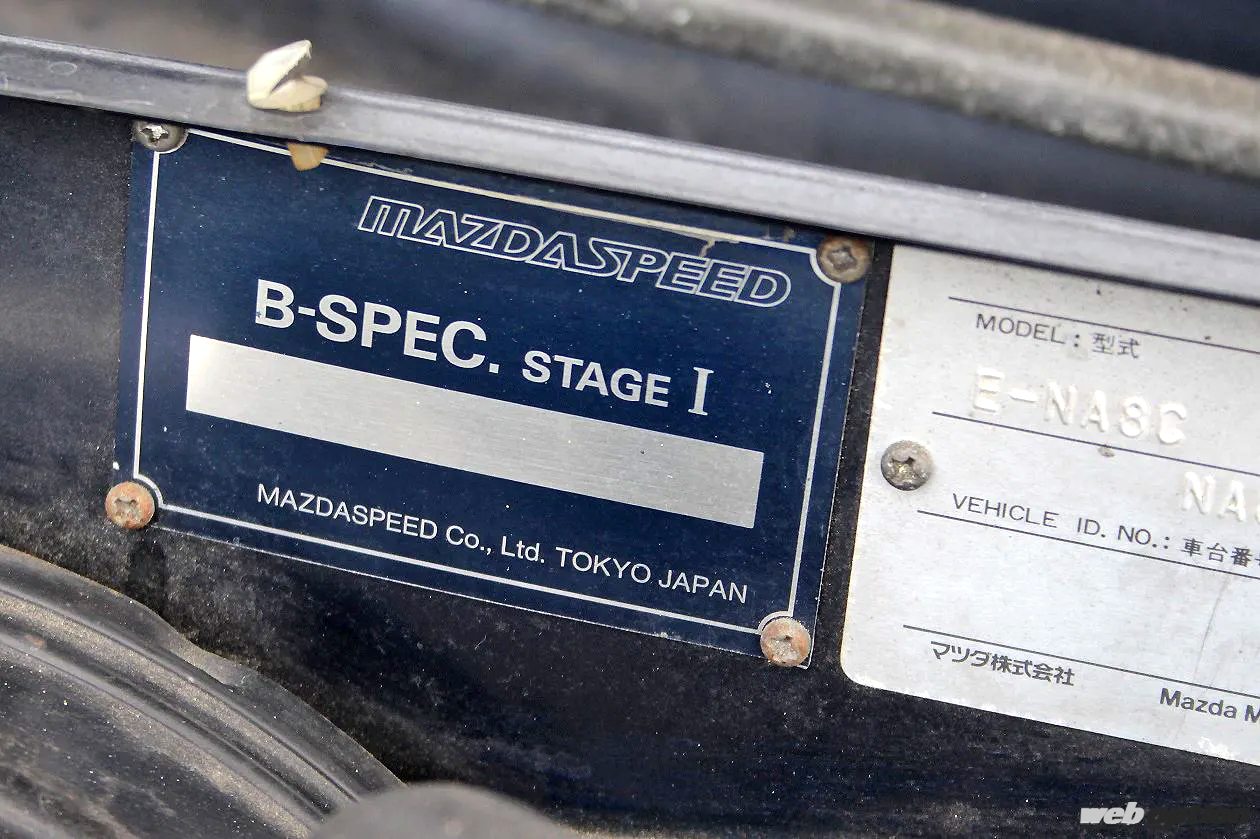 MAZDASPEED
B-SPEC. STAGE I
MAZDASPEED Co., Ltd. TOKYO JAPAN
MODEL : 型式
E-NA8C
NA
VEHICLE ID. NO.: 車台番
マツダ株式会社
Mazda M
web